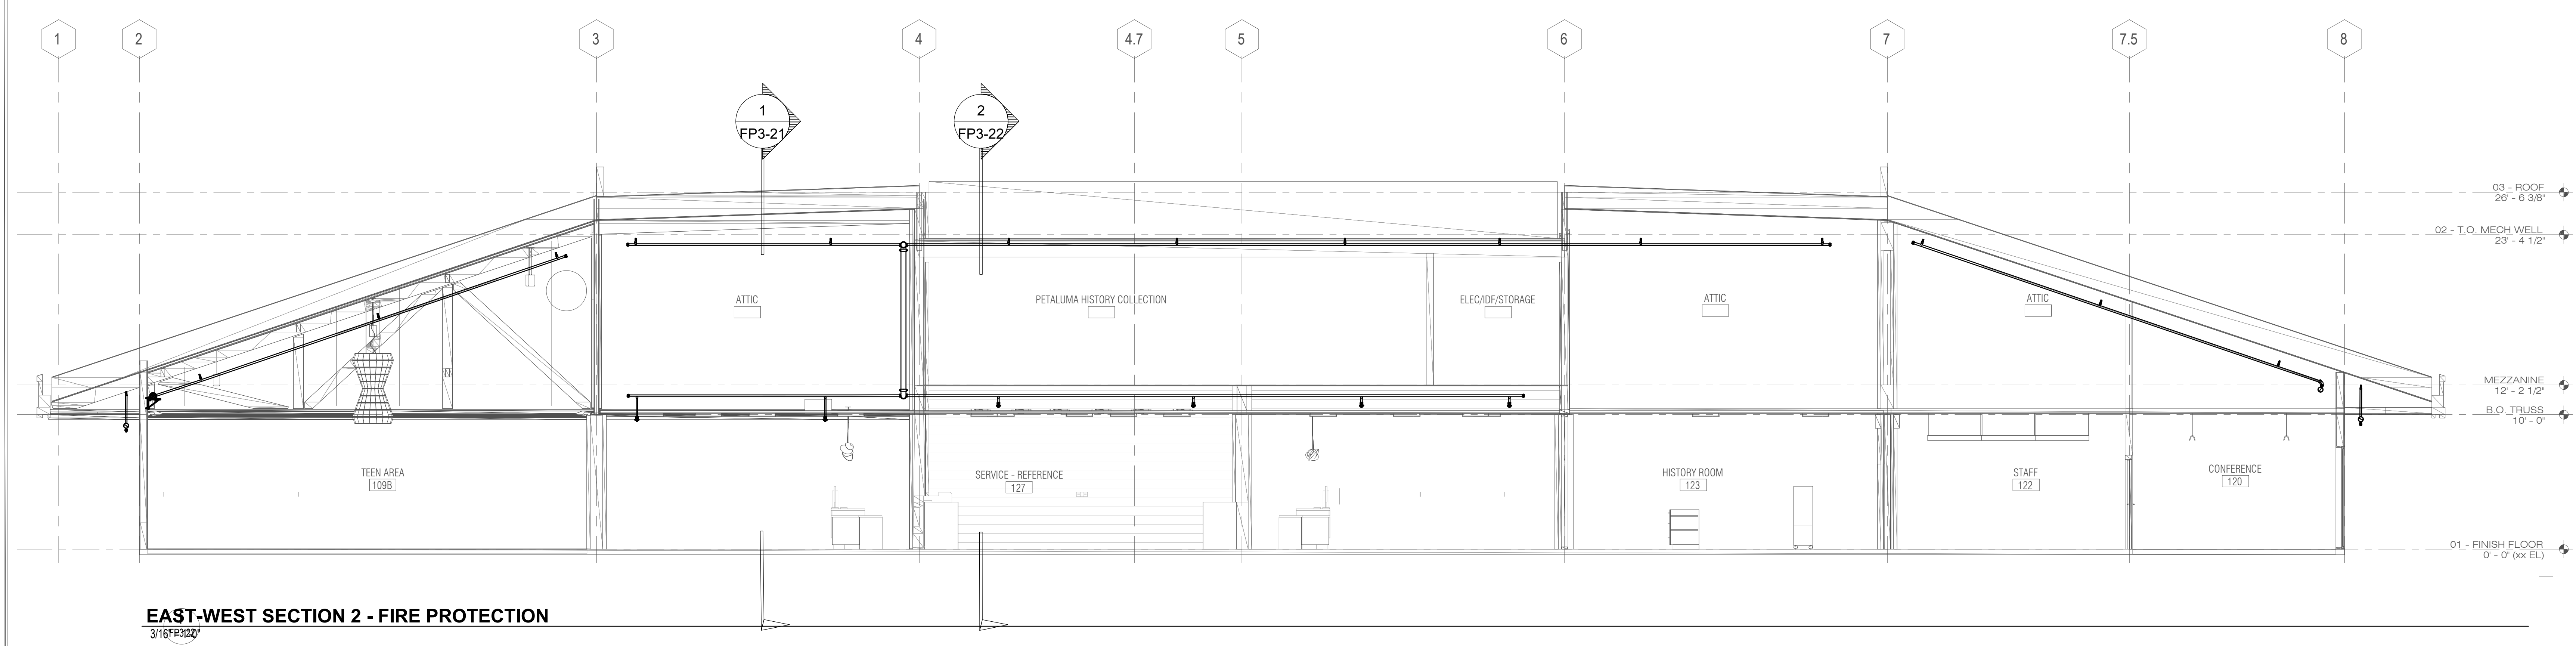 1
2
3
4
4.7
5
6
7
7.5
8
1
FP3-21
2
FP3-22
03 - ROOF
26' - 6 3/8"
02 - T.O. MECH WELL
23' - 4 1/2"
ATTIC
PETALUMA HISTORY COLLECTION
ELEC/IDF/STORAGE
ATTIC
ATTIC
MEZZANINE
12' - 2 1/2"
B.O. TRUSS
10' - 0"
TEEN AREA
109B
SERVICE - REFERENCE
127
HISTORY ROOM
123
STAFF
122
CONFERENCE
120
01 - FINISH FLOOR
0' - 0" (xx EL)
EAST-WEST SECTION 2 - FIRE PROTECTION